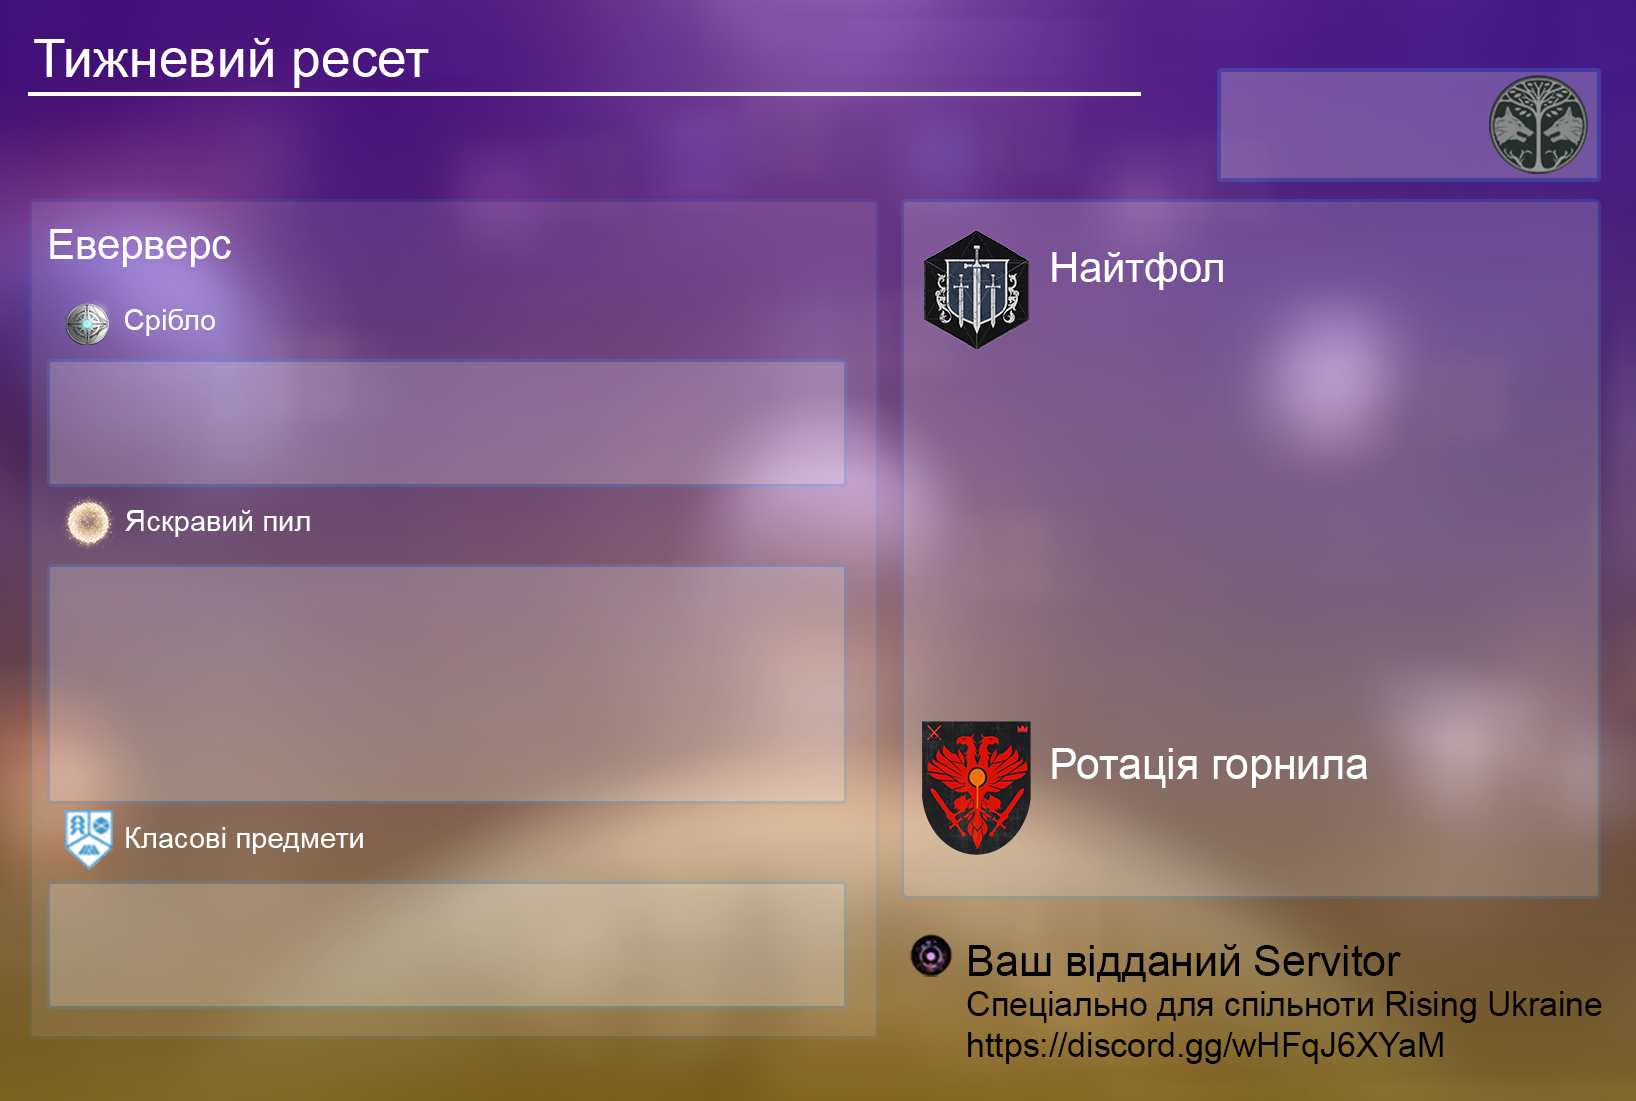 Тижневий ресет
Еверверс
Срібло
Яскравий пил
Класові предмети
Найтфол
Ротація горнила
Ваш відданий Servitor
Спеціально для спільноти Rising Ukraine
https://discord.gg/wHFqJ6XYaM